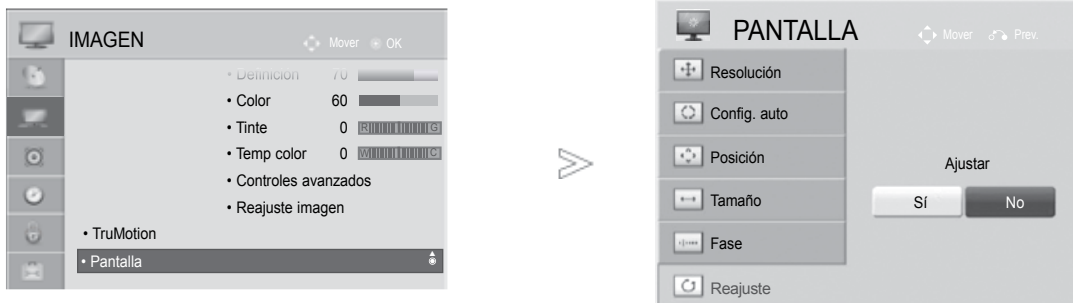 IMAGEN
Mover OK
• Definición 70
• Color 60
• Tinte 0 R G
• Temp color 0 W C
• Controles avanzados
• Reajuste imagen
• TruMotion
• Pantalla
PANTALLA
Mover Prev.
Resolución
Config. auto
Posición
Tamaño
Fase
Reajuste
Ajustar
Sí No